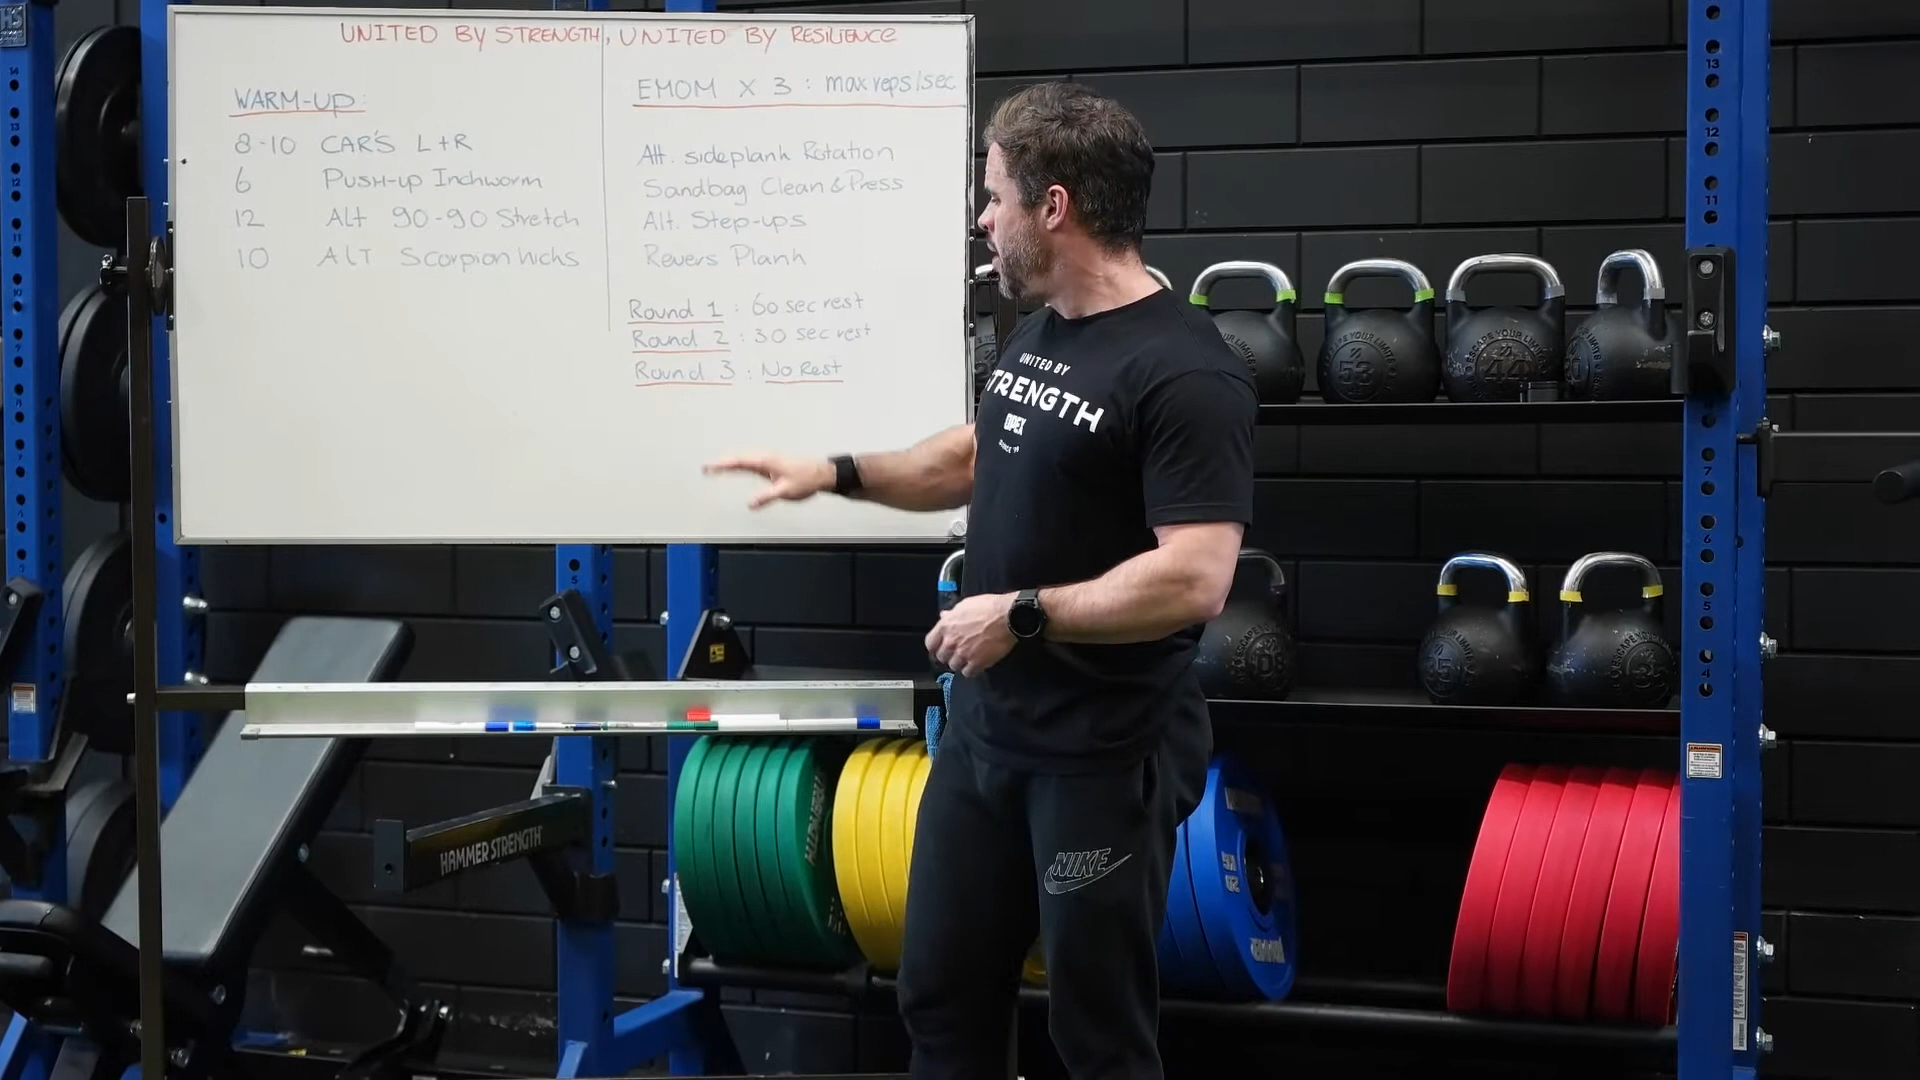 UNITED BY STRENGTH, UNITED BY RESILIENCE
WARM-UP:
8-10 CAR'S L+R
6 PUSH-up Inchworm
12 Alt 90-90 Stretch
10 ALT Scorpion kicks
EMOM X 3 : max reps/sec
Alt. sideplank Rotation
Sandbag Clean & Press
Alt. Step-ups
Revers Plank
Round 1 : 60 sec rest
Round 2 : 30 sec rest
Round 3 : No Rest
UNITED BY
STRENGTH
OPEX
NIKE
HAMMER STRENGTH
53
44